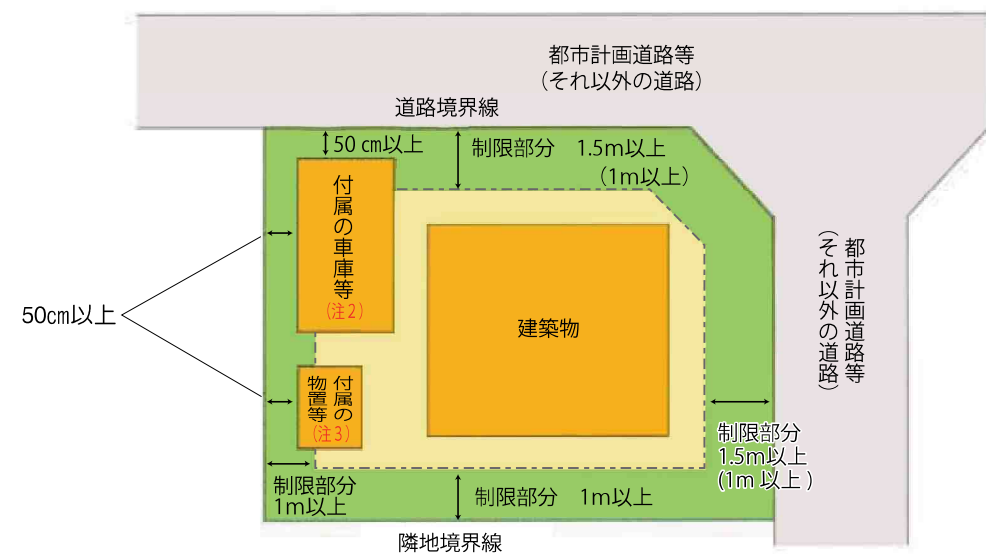 都市計画道路等
（それ以外の道路）
道路境界線
50 cm以上
制限部分　1.5m以上
（1m以上）
付属の車庫等
（注2）
50cm以上
建築物
都市計画道路等
（それ以外の道路）
付属の
物置等
（注3）
制限部分
1.5m以上
(1m 以上)
制限部分
1m以上
制限部分　1m以上
隣地境界線